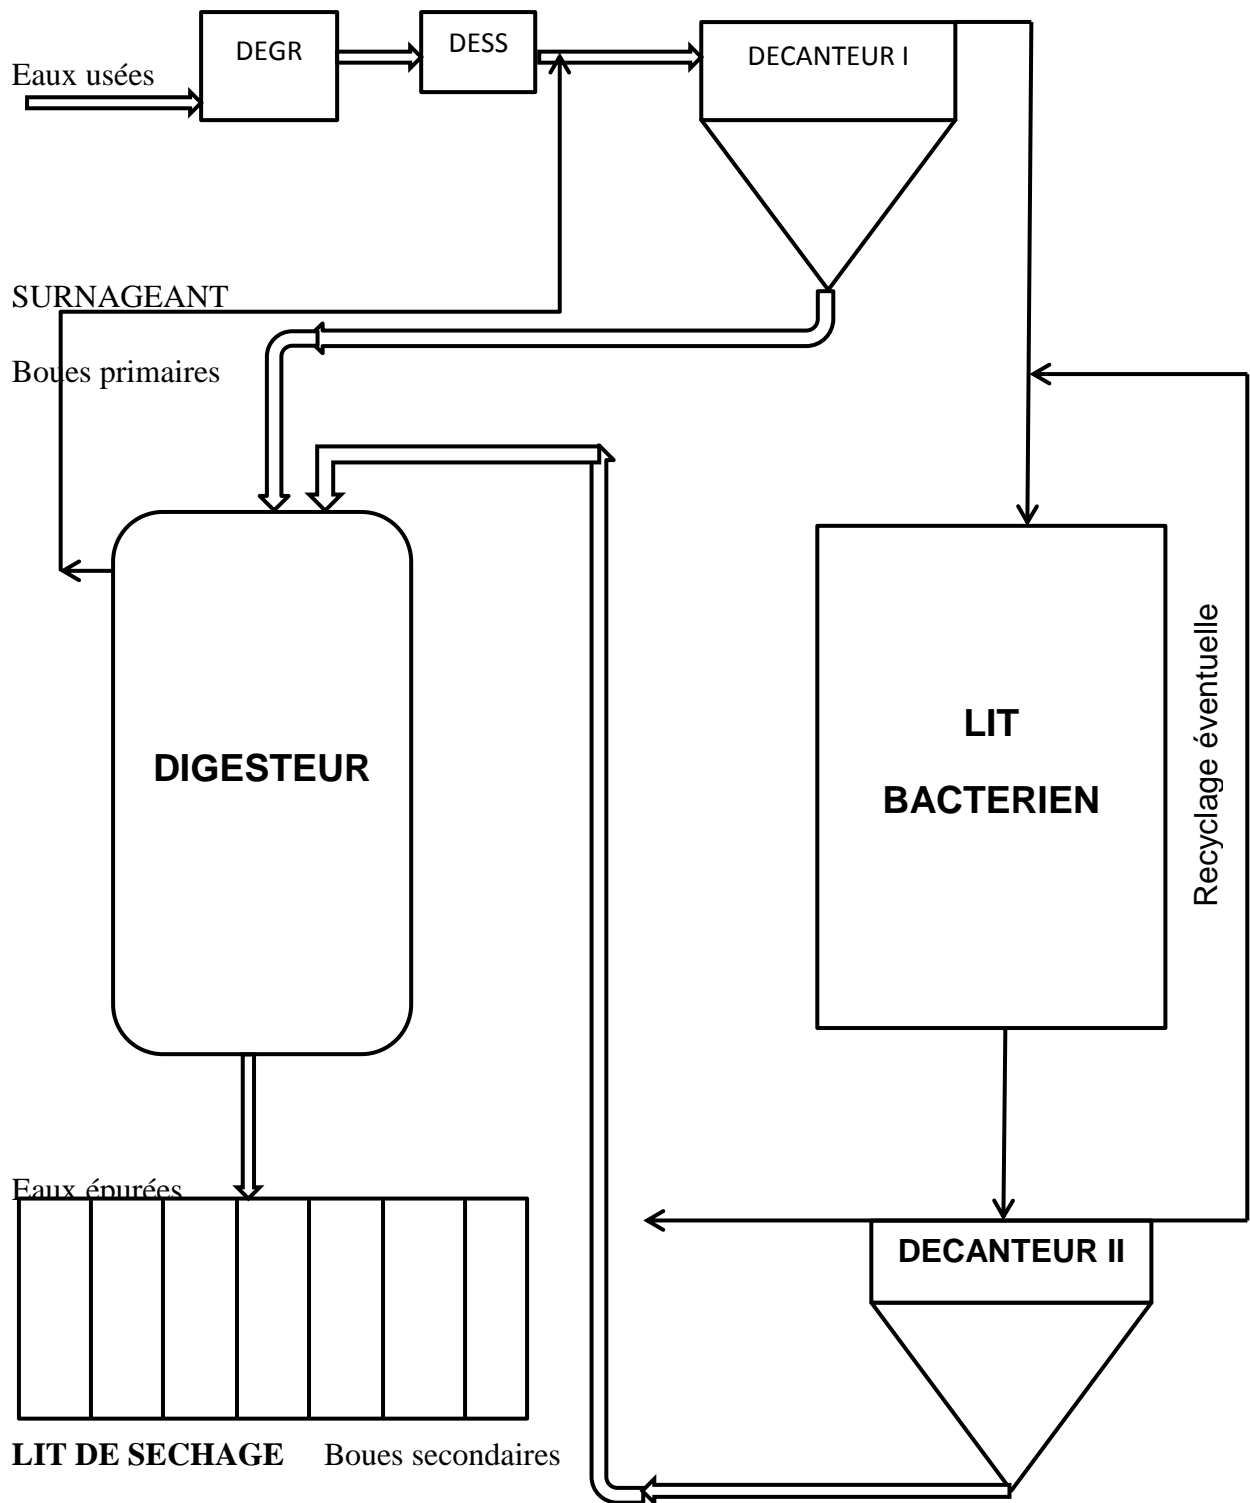 DEGR
DESS
DECANTEUR I
Eaux usées
SURNAGEANT
Boues primaires
DIGESTEUR
LIT
BACTERIEN
Recyclage éventuelle
Eaux épurées
DECANTEUR II
LIT DE SECHAGE Boues secondaires